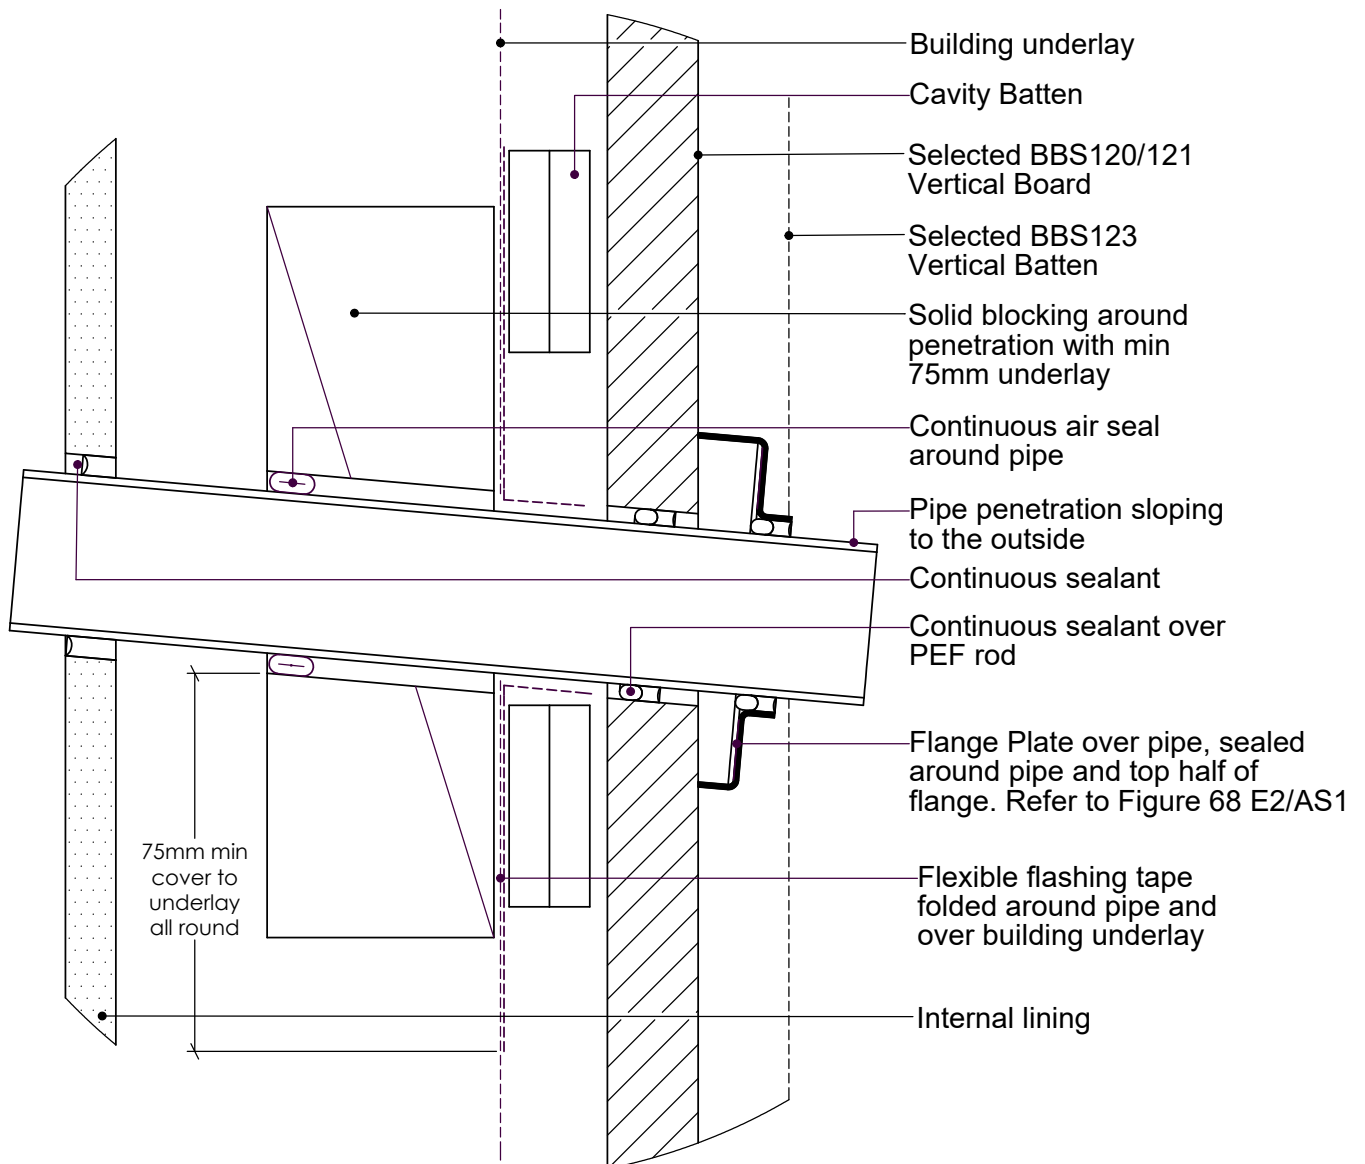 Building underlay
Cavity Batten
Selected BBS120/121
Vertical Board
Selected BBS123
Vertical Batten
Solid blocking around
penetration with min
75mm underlay
Continuous air seal
around pipe
Pipe penetration sloping
to the outside
Continuous sealant
Continuous sealant over
PEF rod
Flange Plate over pipe, sealed
around pipe and top half of
flange. Refer to Figure 68 E2/AS1
75mm min
cover to
underlay
all round
Flexible flashing tape
folded around pipe and
over building underlay
Internal lining